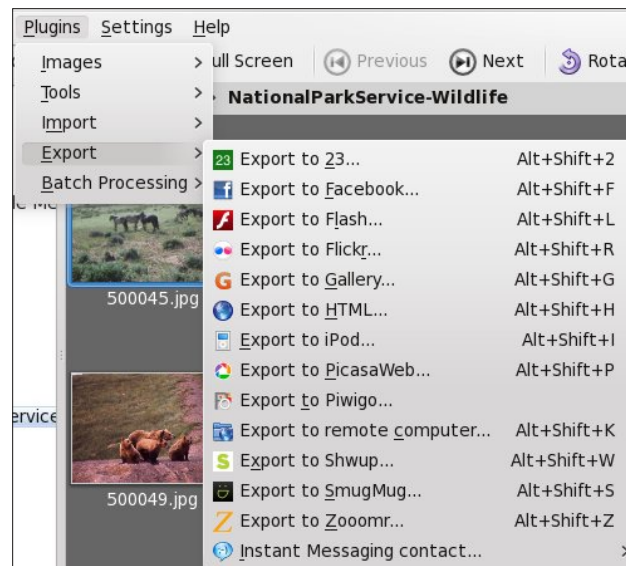 Plugins Settings Help
Images
ull Screen Previous Next Rota
Tools
NationalParkService-Wildlife
Import
Export
Batch Processing
Export to 23... Alt+Shift+2
Export to Facebook... Alt+Shift+F
Export to Flash... Alt+Shift+L
Export to Flickr... Alt+Shift+R
Export to Gallery... Alt+Shift+G
Export to HTML... Alt+Shift+H
Export to iPod... Alt+Shift+I
Export to PicasaWeb... Alt+Shift+P
Export to Piwigo...
Export to remote computer... Alt+Shift+K
Export to Shwup... Alt+Shift+W
Export to SmugMug... Alt+Shift+S
Export to Zooomr... Alt+Shift+Z
Instant Messaging contact...
500045.jpg
ervice
500049.jpg